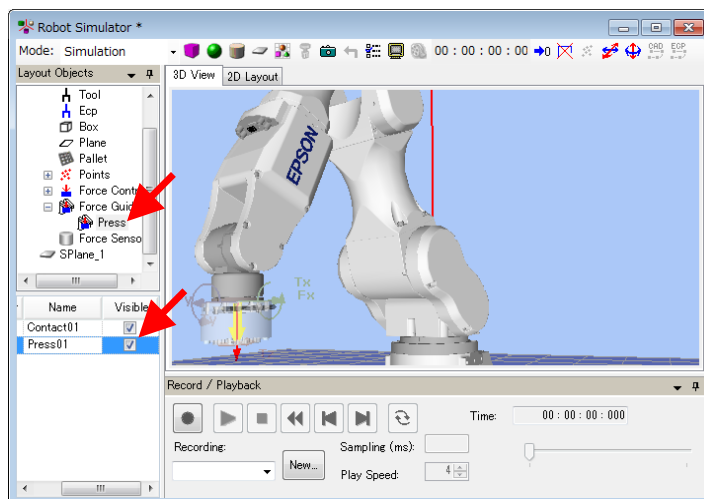 Robot Simulator *
Mode: Simulation
00 : 00 : 00 : 00
CAD
ECP
Layout Objects
3D View
2D Layout
Tool
Ecp
Box
Plane
Pallet
Points
Force Contr
Force Guid
Press
Force Senso
SPlane_1
EPSON
Tx
Fx
Name
Visible
Contact01
Press01
Record / Playback
Time:
00 : 00 : 00 : 000
Recording:
Sampling (ms):
New...
Play Speed:
4